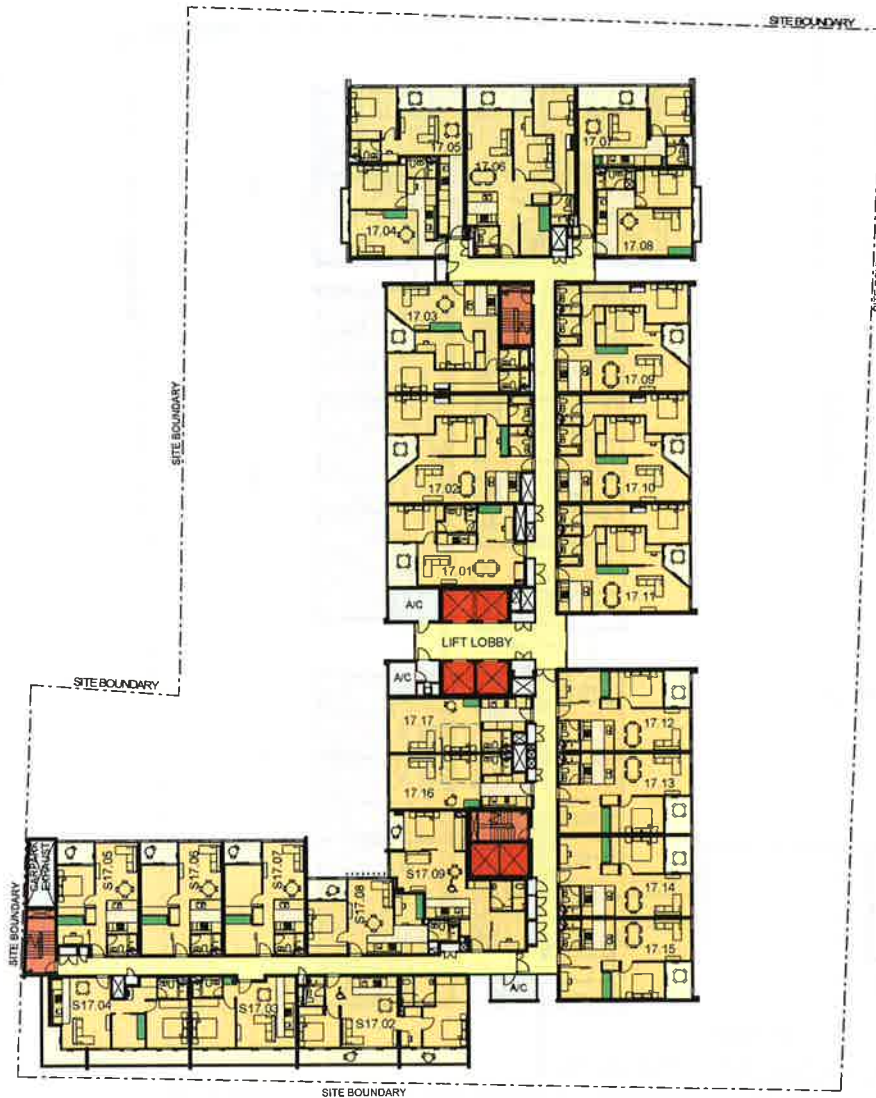 SITE BOUNDARY
17.05
17.06
17.07
17.04
17.08
17.03
17.09
17.02
17.10
17.01
17.11
A/C
LIFT LOBBY
A/C
SITE BOUNDARY
SITE BOUNDARY
17 17
17.12
17.13
17.16
17.14
17.15
CARPARK
EXHAUST
S17.05
S17.06
S17.07
S17.08
S17.09
SITE BOUNDARY
A/C
S17.04
S17.03
S17.02
SITE BOUNDARY